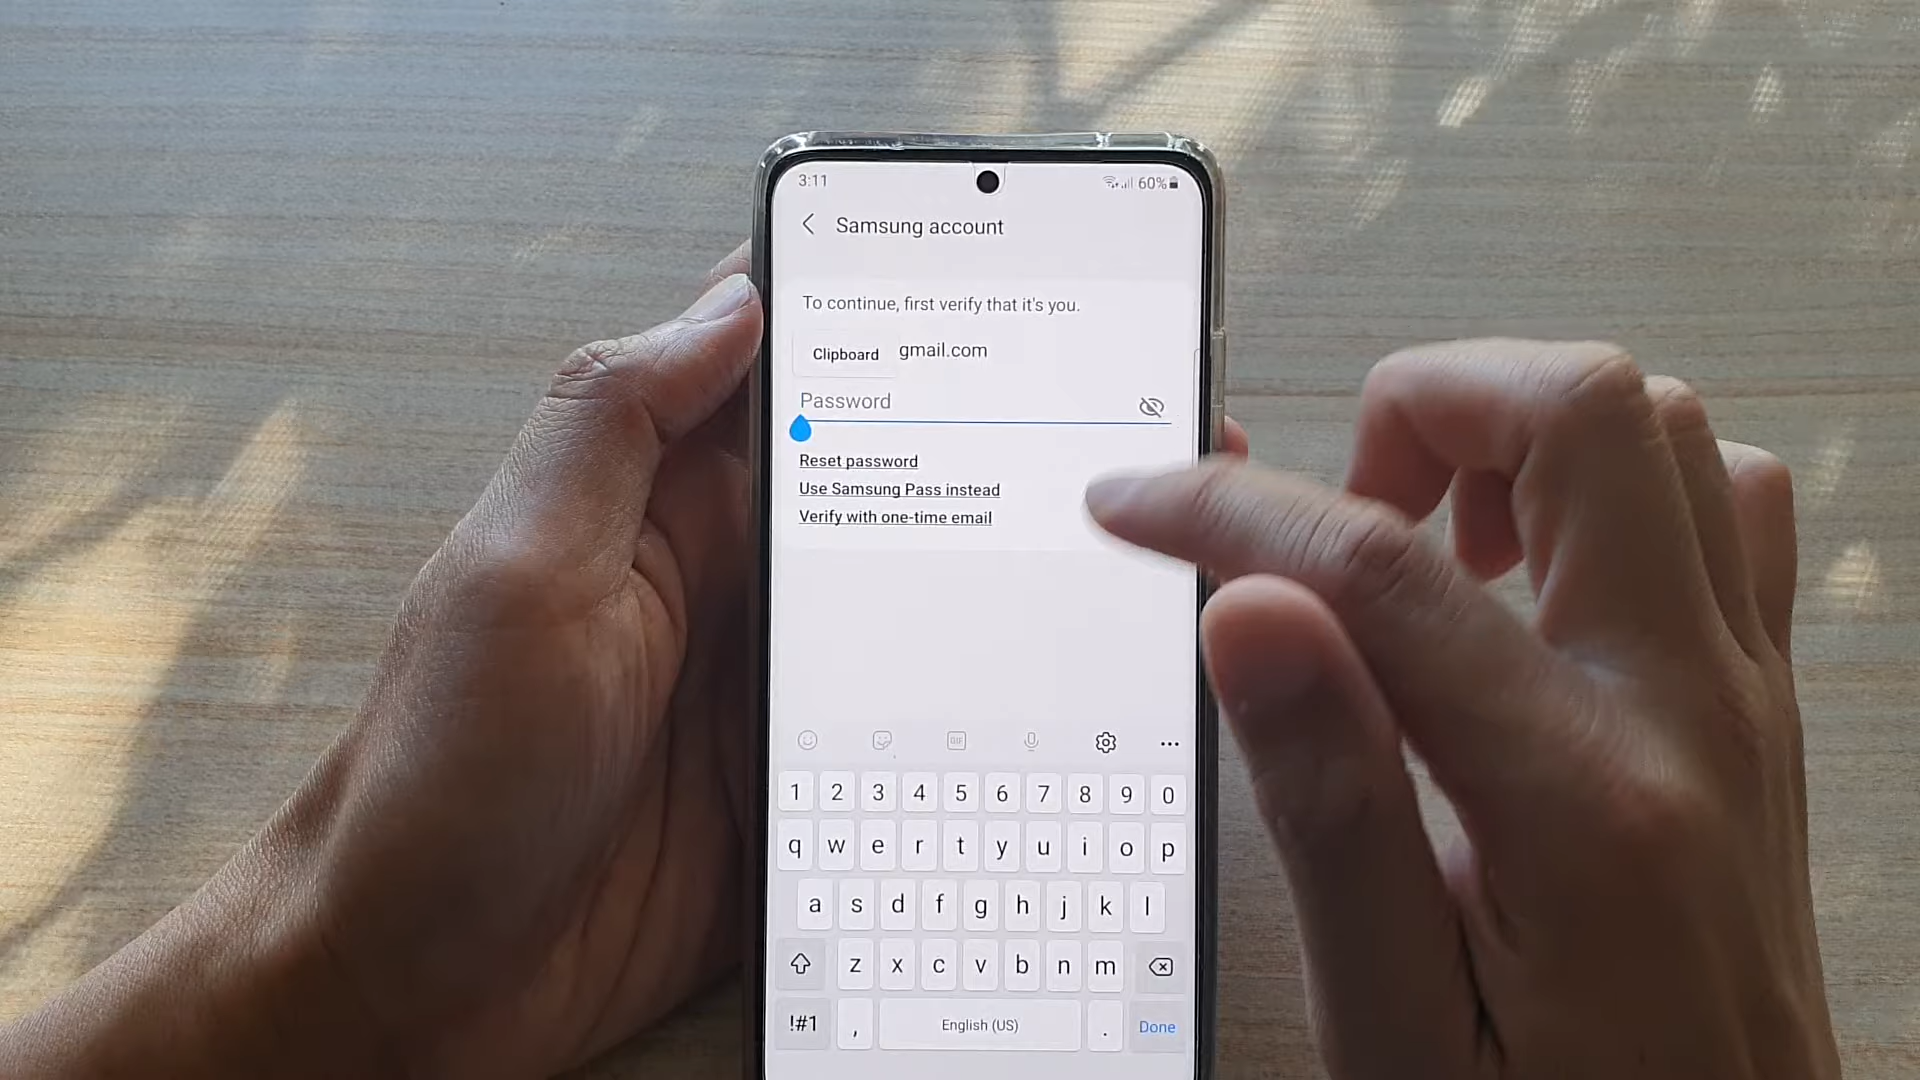 3:11 60%
Samsung account
To continue, first verify that it's you.
Clipboard gmail.com
Password
Reset password
Use Samsung Pass instead
Verify with one-time email
GIF
1 2 3 4 5 6 7 8 9 0
q w e r t y u i o p
a s d f g h j k l
z x c v b n m
!#1 , English (US) . Done